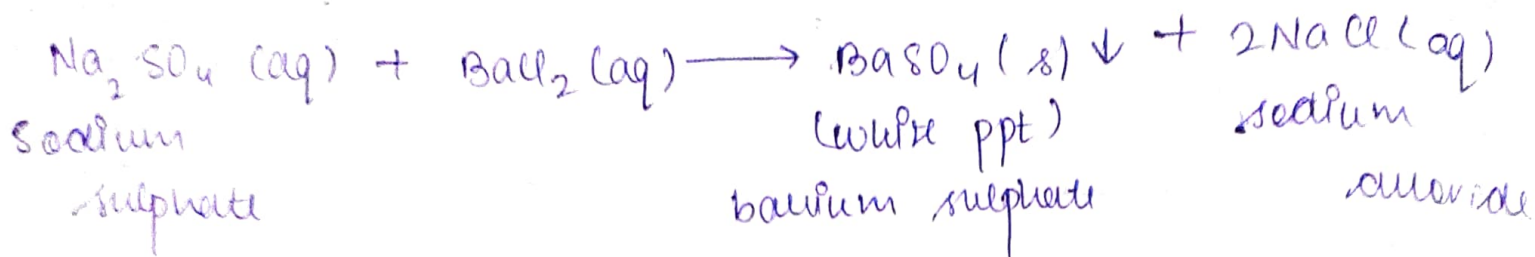 Na₂SO₄ (aq) + BaCl₂ (aq) ⟶ BaSO₄ (s) ↓ + 2NaCl (aq)
Sodium (white ppt) sodium
sulphate barium sulphate chloride